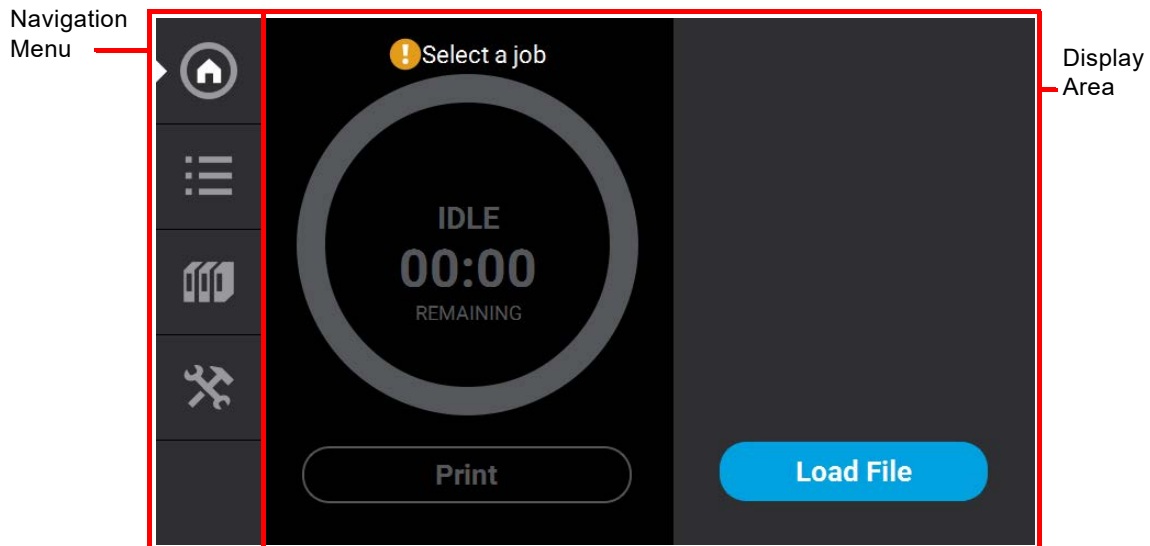 Navigation
Menu
Select a job
Display
Area
IDLE
00:00
REMAINING
Print
Load File